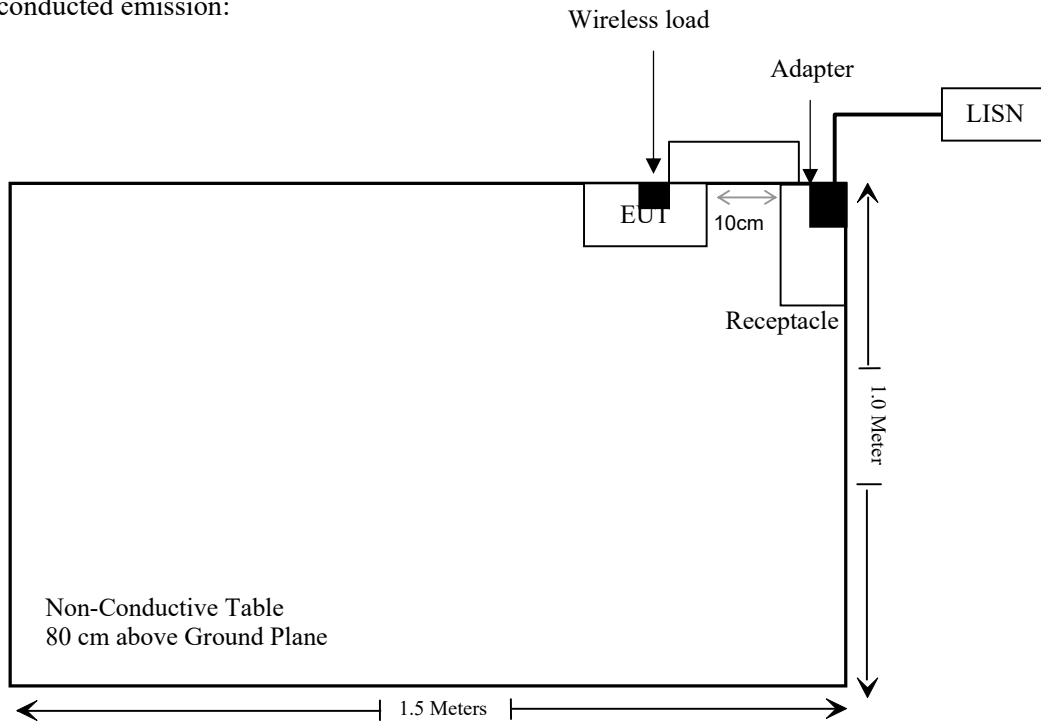 conducted emission:
Wireless load
Adapter
LISN
EUT
10cm
Receptacle
1.0 Meter
Non-Conductive Table
80 cm above Ground Plane
1.5 Meters